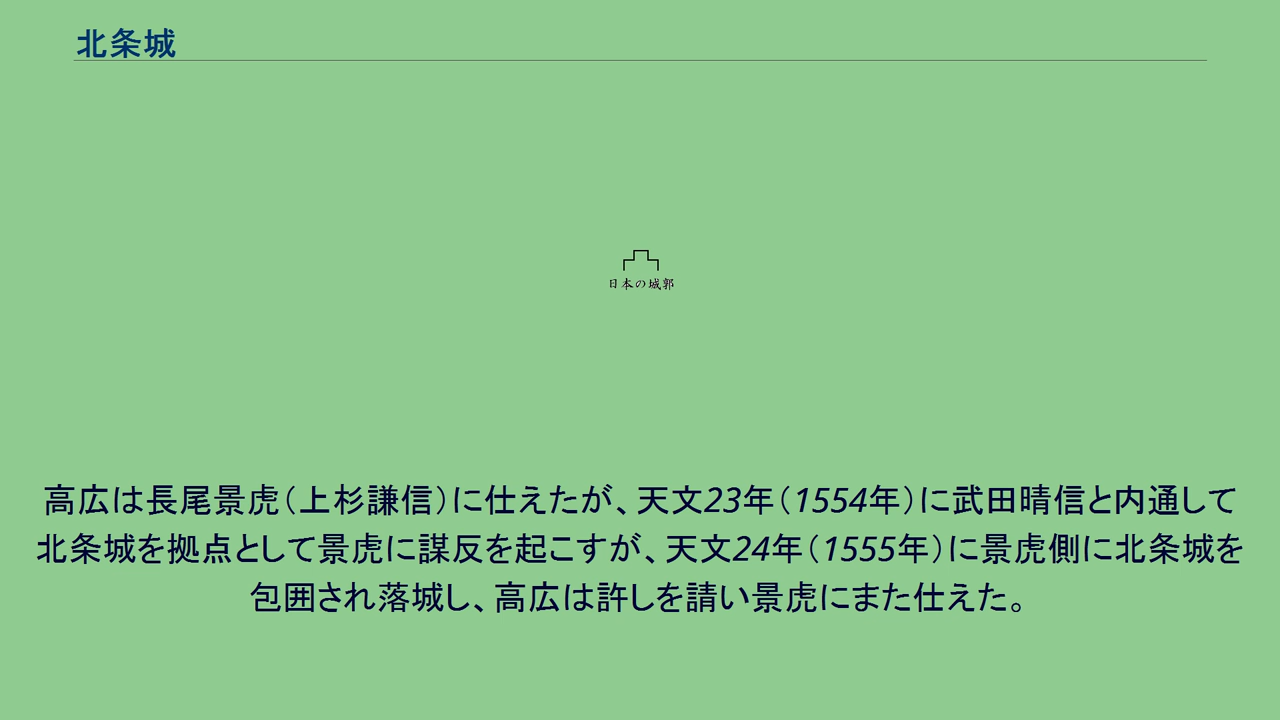 北条城
日本の城郭
高広は長尾景虎（上杉謙信）に仕えたが、天文23年（1554年）に武田晴信と内通して
北条城を拠点として景虎に謀反を起こすが、天文24年（1555年）に景虎側に北条城を
包囲され落城し、高広は許しを請い景虎にまた仕えた。